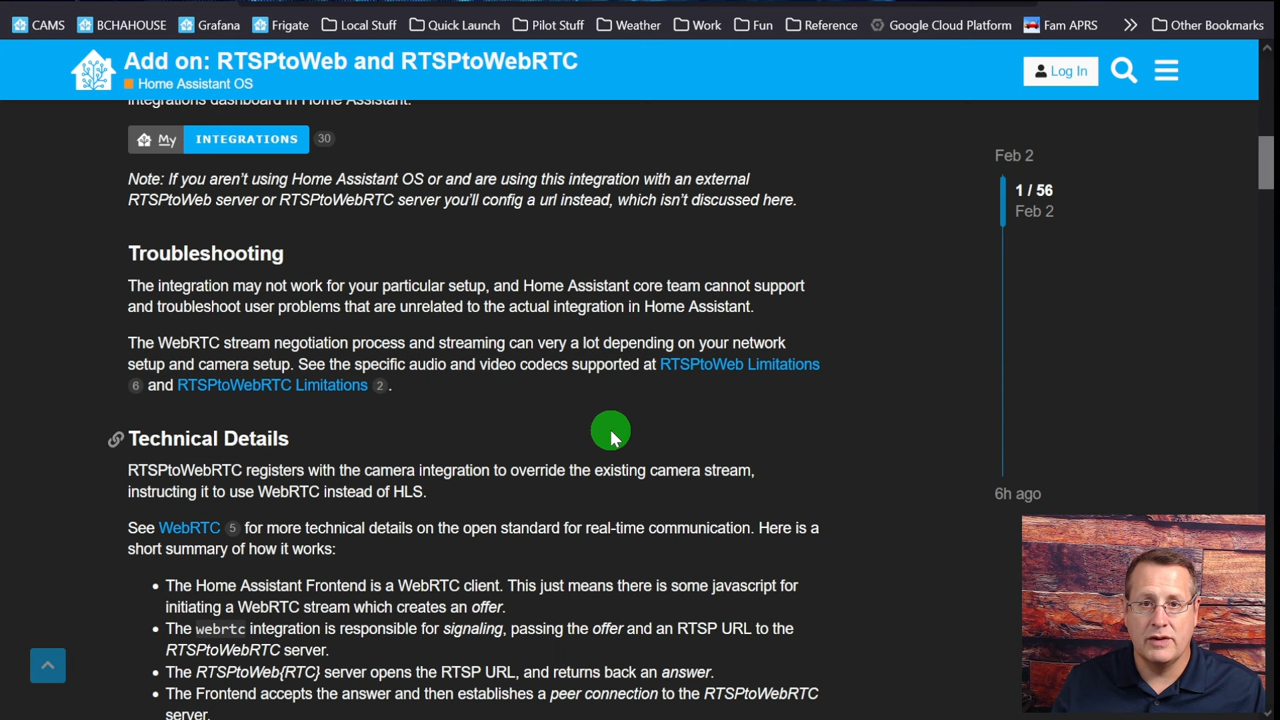 CAMS BCHAHOUSE Grafana Frigate Local Stuff Quick Launch Pilot Stuff Weather Work Fun Reference Google Cloud Platform Fam APRS Other Bookmarks
Add on: RTSPtoWeb and RTSPtoWebRTC
Home Assistant OS
Log In
integrations dashboard in Home Assistant.
My INTEGRATIONS 30
Note: If you aren't using Home Assistant OS or and are using this integration with an external
RTSPtoWeb server or RTSPtoWebRTC server you'll config a url instead, which isn't discussed here.
Troubleshooting
The integration may not work for your particular setup, and Home Assistant core team cannot support
and troubleshoot user problems that are unrelated to the actual integration in Home Assistant.
The WebRTC stream negotiation process and streaming can very a lot depending on your network
setup and camera setup. See the specific audio and video codecs supported at RTSPtoWeb Limitations
6 and RTSPtoWebRTC Limitations 2 .
Technical Details
RTSPtoWebRTC registers with the camera integration to override the existing camera stream,
instructing it to use WebRTC instead of HLS.
See WebRTC 5 for more technical details on the open standard for real-time communication. Here is a
short summary of how it works:
• The Home Assistant Frontend is a WebRTC client. This just means there is some javascript for
initiating a WebRTC stream which creates an offer.
• The webrtc integration is responsible for signaling, passing the offer and an RTSP URL to the
RTSPtoWebRTC server.
• The RTSPtoWeb{RTC} server opens the RTSP URL, and returns back an answer.
• The Frontend accepts the answer and then establishes a peer connection to the RTSPtoWebRTC
server.
Feb 2
1 / 56
Feb 2
6h ago